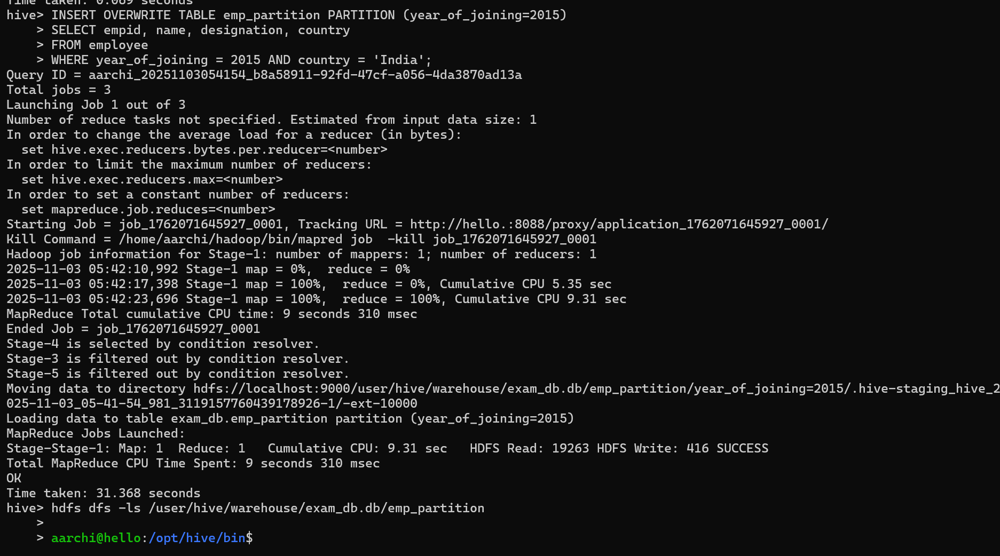 Time taken: 0.069 seconds
hive> INSERT OVERWRITE TABLE emp_partition PARTITION (year_of_joining=2015)
    > SELECT empid, name, designation, country
    > FROM employee
    > WHERE year_of_joining = 2015 AND country = 'India';
Query ID = aarchi_20251103054154_b8a58911-92fd-47cf-a056-4da3870ad13a
Total jobs = 3
Launching Job 1 out of 3
Number of reduce tasks not specified. Estimated from input data size: 1
In order to change the average load for a reducer (in bytes):
  set hive.exec.reducers.bytes.per.reducer=<number>
In order to limit the maximum number of reducers:
  set hive.exec.reducers.max=<number>
In order to set a constant number of reducers:
  set mapreduce.job.reduces=<number>
Starting Job = job_1762071645927_0001, Tracking URL = http://hello.:8088/proxy/application_1762071645927_0001/
Kill Command = /home/aarchi/hadoop/bin/mapred job  -kill job_1762071645927_0001
Hadoop job information for Stage-1: number of mappers: 1; number of reducers: 1
2025-11-03 05:42:10,992 Stage-1 map = 0%,  reduce = 0%
2025-11-03 05:42:17,398 Stage-1 map = 100%,  reduce = 0%, Cumulative CPU 5.35 sec
2025-11-03 05:42:23,696 Stage-1 map = 100%,  reduce = 100%, Cumulative CPU 9.31 sec
MapReduce Total cumulative CPU time: 9 seconds 310 msec
Ended Job = job_1762071645927_0001
Stage-4 is selected by condition resolver.
Stage-3 is filtered out by condition resolver.
Stage-5 is filtered out by condition resolver.
Moving data to directory hdfs://localhost:9000/user/hive/warehouse/exam_db.db/emp_partition/year_of_joining=2015/.hive-staging_hive_2
025-11-03_05-41-54_981_3119157760439178926-1/-ext-10000
Loading data to table exam_db.emp_partition partition (year_of_joining=2015)
MapReduce Jobs Launched:
Stage-Stage-1: Map: 1  Reduce: 1   Cumulative CPU: 9.31 sec   HDFS Read: 19263 HDFS Write: 416 SUCCESS
Total MapReduce CPU Time Spent: 9 seconds 310 msec
OK
Time taken: 31.368 seconds
hive> hdfs dfs -ls /user/hive/warehouse/exam_db.db/emp_partition
    >
    > aarchi@hello:/opt/hive/bin$